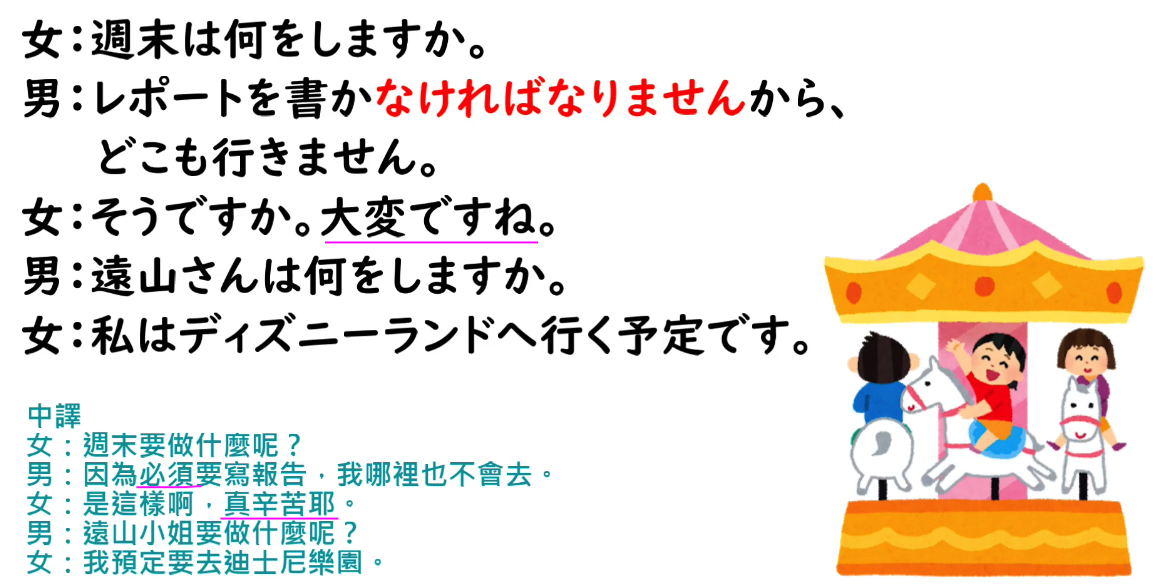 女：週末は何をしますか。
男：レポートを書かなければなりませんから、
どこも行きません。
女：そうですか。大変ですね。
男：遠山さんは何をしますか。
女：私はディズニーランドへ行く予定です。
中譯
女：週末要做什麼呢？
男：因為必須要寫報告，我哪裡也不會去。
女：是這樣啊，真辛苦耶。
男：遠山小姐要做什麼呢？
女：我預定要去迪士尼樂園。